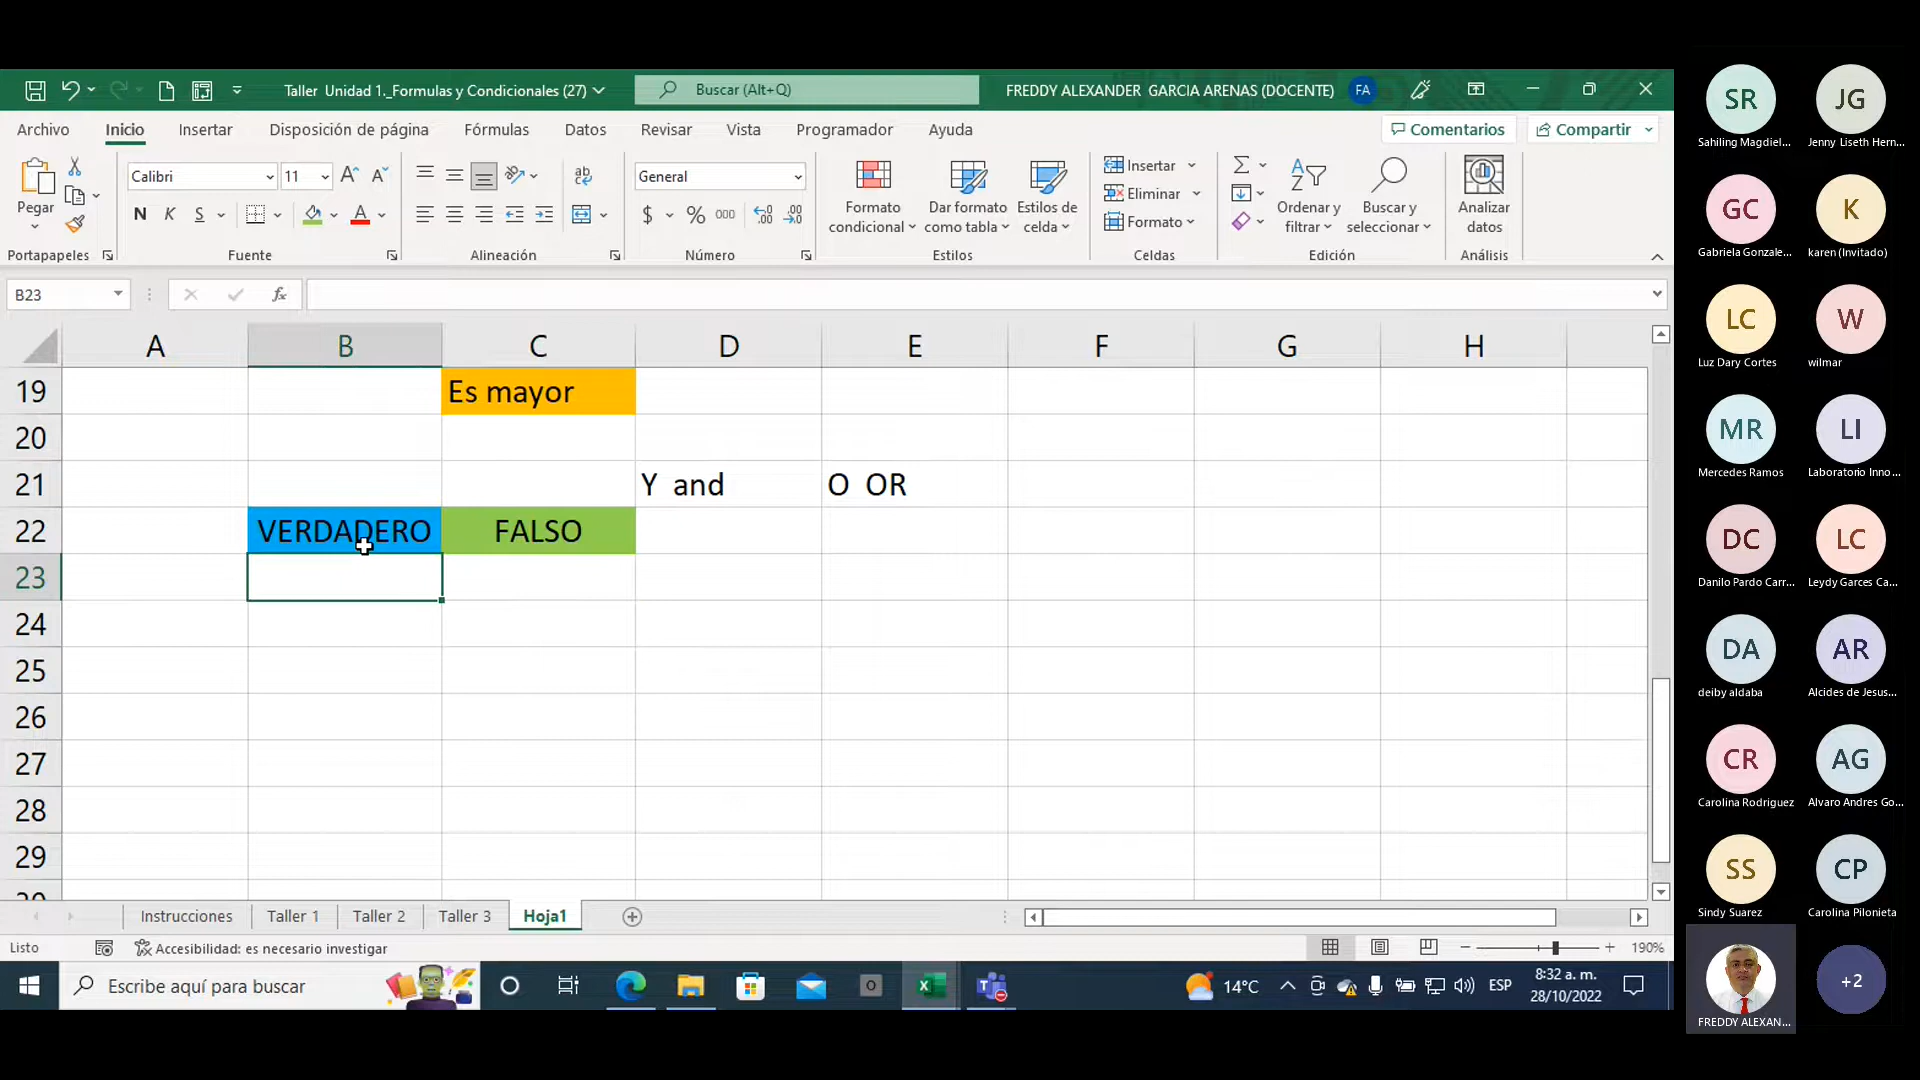 Taller Unidad 1._Formulas y Condicionales (27)
Buscar (Alt+Q)
FREDDY ALEXANDER GARCIA ARENAS (DOCENTE)
FA
Archivo
Inicio
Insertar
Disposición de página
Fórmulas
Datos
Revisar
Vista
Programador
Ayuda
Comentarios
Compartir
Pegar
Portapapeles
Calibri
11
N K S
Fuente
Alineación
General
$ % 000
Número
Formato condicional
Dar formato como tabla
Estilos de celda
Estilos
Insertar
Eliminar
Formato
Celdas
Ordenar y filtrar
Buscar y seleccionar
Edición
Analizar datos
Análisis
B23
fx
A B C D E F G H
19 Es mayor
20
21 Y and O OR
22 VERDADERO FALSO
23
24
25
26
27
28
29
Instrucciones
Taller 1
Taller 2
Taller 3
Hoja1
Listo
Accesibilidad: es necesario investigar
190%
Escribe aquí para buscar
14°C
ESP
8:32 a. m.
28/10/2022
SR
Sahiling Magdiel...
JG
Jenny Liseth Hern...
GC
Gabriela Gonzale...
K
karen (Invitado)
LC
Luz Dary Cortes
W
wilmar
MR
Mercedes Ramos
LI
Laboratorio Inno...
DC
Danilo Pardo Carr...
LC
Leydy Garces Ca...
DA
deiby aldaba
AR
Alcides de Jesus...
CR
Carolina Rodriguez
AG
Alvaro Andres Go...
SS
Sindy Suarez
CP
Carolina Pilonieta
FREDDY ALEXAN...
+2